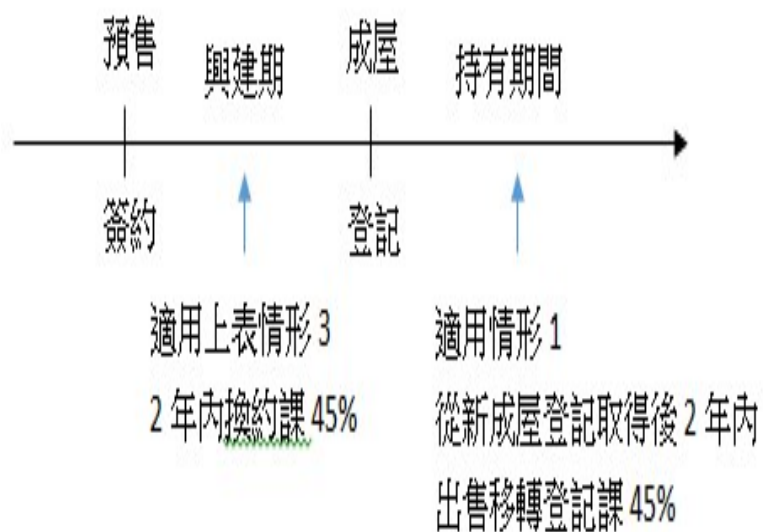 預售
興建期
成屋
持有期間
簽約
登記
適用上表情形 3
2 年內換約課 45%
適用情形 1
從新成屋登記取得後 2 年內
出售移轉登記課 45%